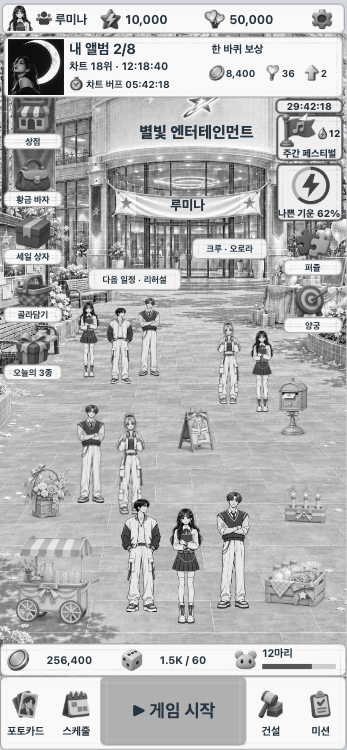 루미나
10,000
50,000
내 앨범 2/8
차트 18위 · 12:18:40
차트 버프 05:42:18
한 바퀴 보상
8,400
36
2
29:42:18
12
주간 페스티벌
나쁜 기운 62%
상점
황금 바자
세일 상자
골라담기
오늘의 3종
퍼즐
양궁
별빛 엔터테인먼트
루미나
크루 · 오로라
다음 일정 · 리허설
256,400
1.5K / 60
12마리
포토카드
스케줄
▶ 게임 시작
건설
미션